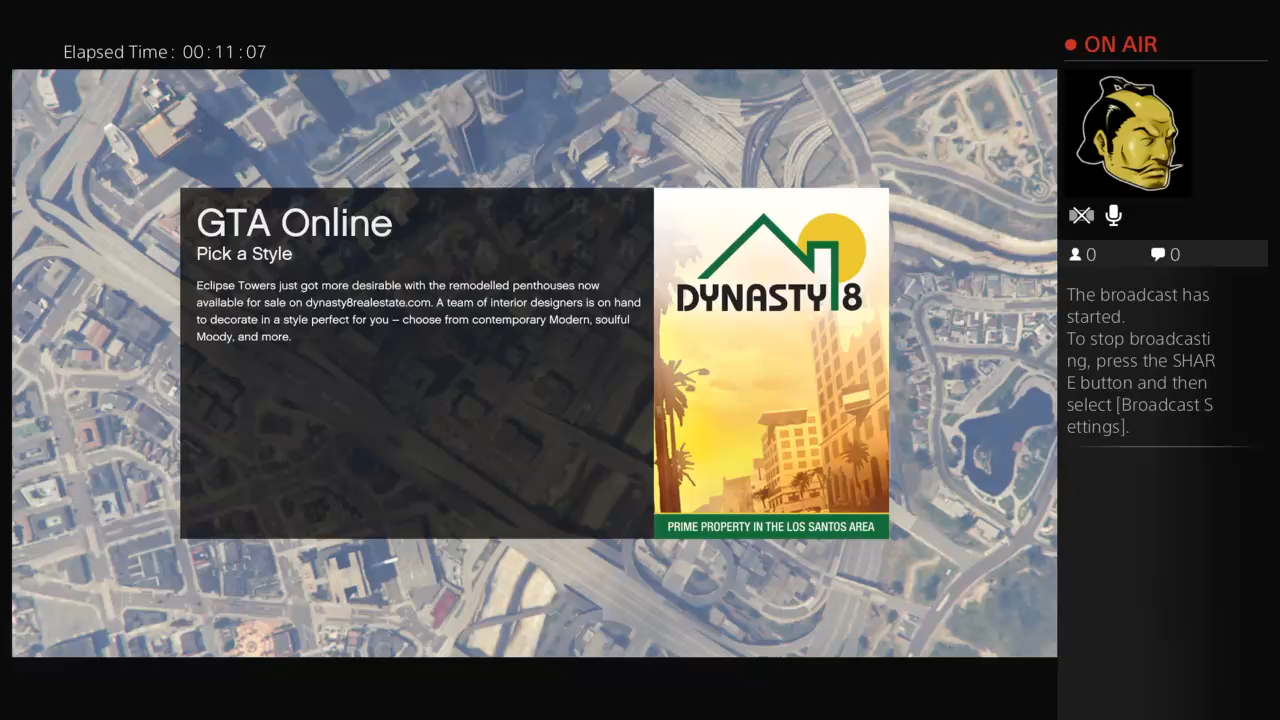 Elapsed Time: 00:11:07
ON AIR
GTA Online
Pick a Style
Eclipse Towers just got more desirable with the remodelled penthouses now
available for sale on dynasty8realestate.com. A team of interior designers is on hand
to decorate in a style perfect for you – choose from contemporary Modern, soulful
Moody, and more.
DYNASTY 8
PRIME PROPERTY IN THE LOS SANTOS AREA
0 0
The broadcast has
started.
To stop broadcasti
ng, press the SHAR
E button and then
select [Broadcast S
ettings].